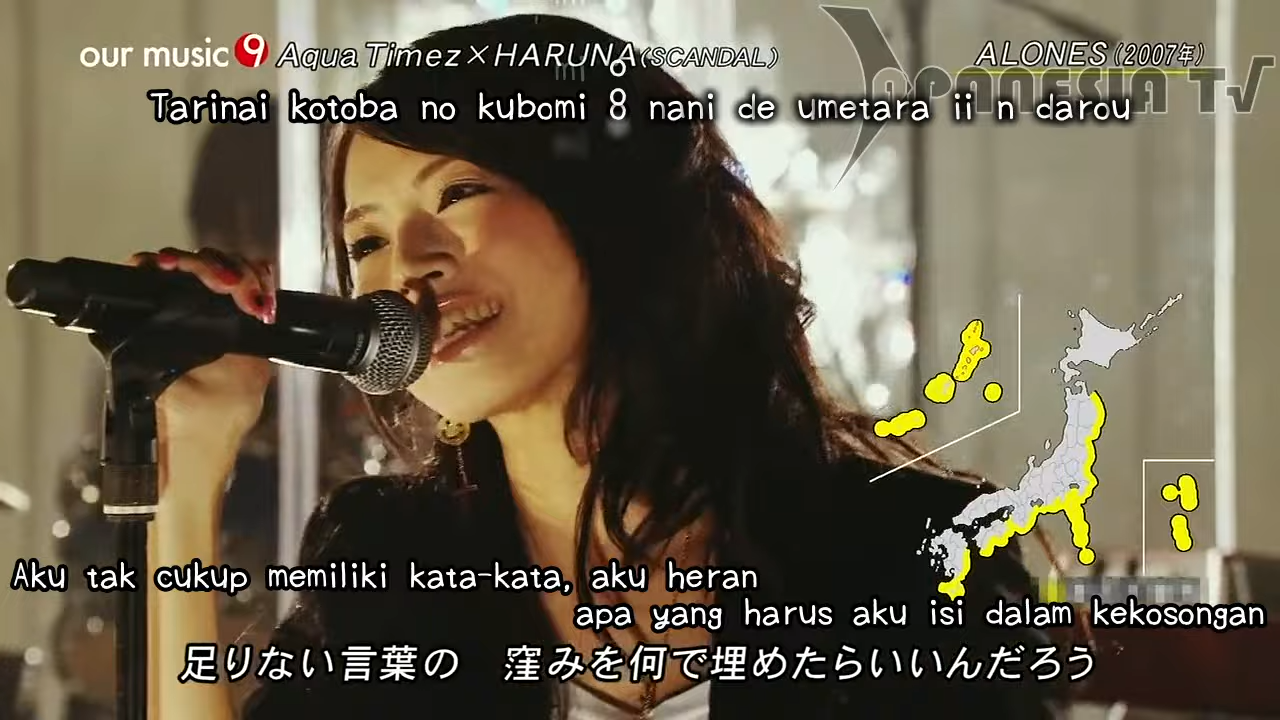 our music 9 Aqua Timez×HARUNA(SCANDAL)
ALONES(2007年)
APANESIA TV
Tarinai kotoba no kubomi 8 nani de umetara ii n darou
Aku tak cukup memiliki kata-kata, aku heran
apa yang harus aku isi dalam kekosongan
足りない言葉の　窪みを何で埋めたらいいんだろう